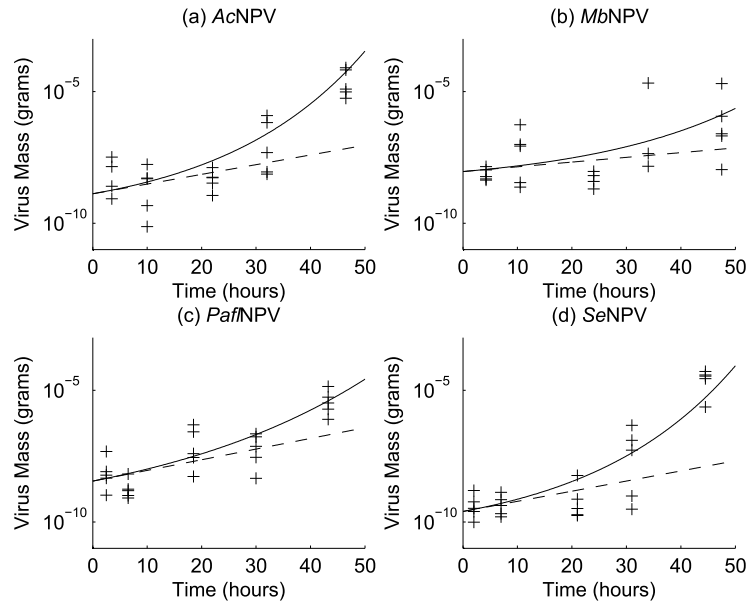 (a) AcNPV
Virus Mass (grams)
10^-5
10^-10
0 10 20 30 40 50
Time (hours)
(b) MbNPV
Virus Mass (grams)
10^-5
10^-10
0 10 20 30 40 50
Time (hours)
(c) PaflNPV
Virus Mass (grams)
10^-5
10^-10
0 10 20 30 40 50
Time (hours)
(d) SeNPV
Virus Mass (grams)
10^-5
10^-10
0 10 20 30 40 50
Time (hours)